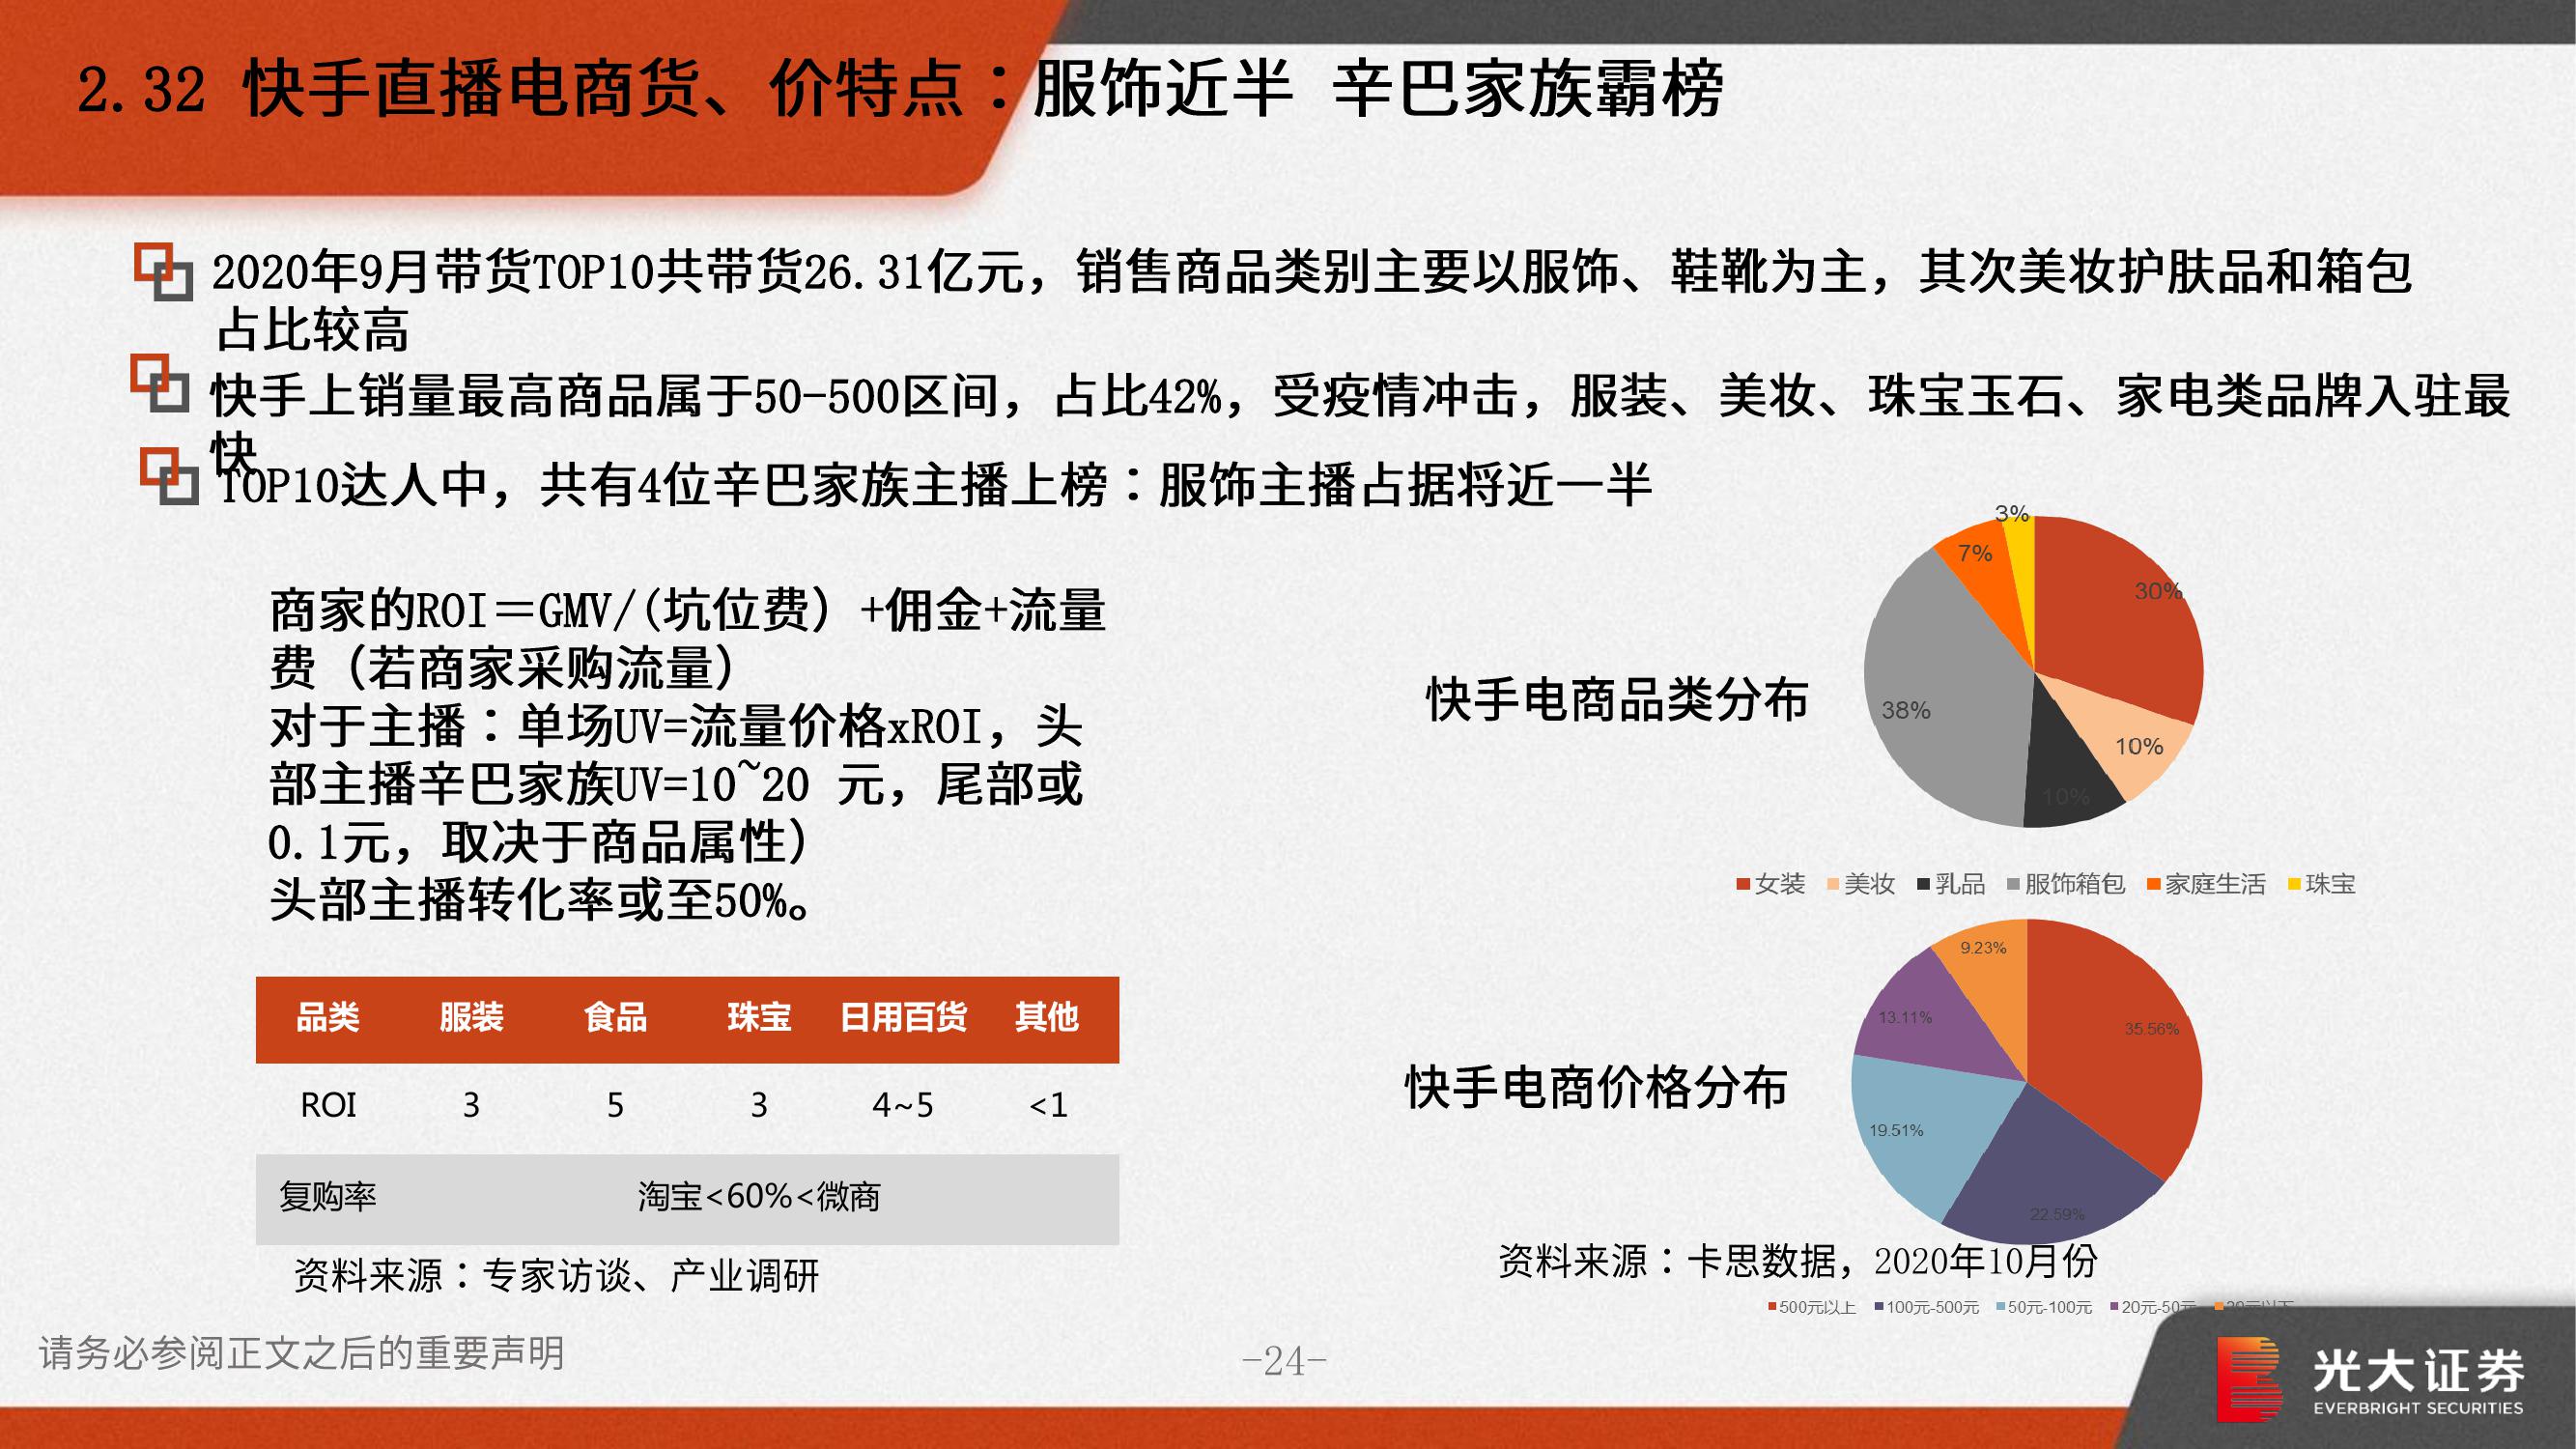 2.32 快手直播电商货、价特点：服饰近半 辛巴家族霸榜
2020年9月带货TOP10共带货26.31亿元，销售商品类别主要以服饰、鞋靴为主，其次美妆护肤品和箱包
占比较高
快手上销量最高商品属于50-500区间，占比42%，受疫情冲击，服装、美妆、珠宝玉石、家电类品牌入驻最
快
TOP10达人中，共有4位辛巴家族主播上榜：服饰主播占据将近一半
商家的ROI＝GMV/(坑位费）+佣金+流量
费（若商家采购流量）
对于主播：单场UV=流量价格xROI，头
部主播辛巴家族UV=10~20 元，尾部或
0.1元，取决于商品属性）
头部主播转化率或至50%。
品类 服装 食品 珠宝 日用百货 其他
ROI 3 5 3 4~5 <1
复购率 淘宝<60%<微商
资料来源：专家访谈、产业调研
快手电商品类分布
3%
7%
30%
38%
10%
10%
女装 美妆 乳品 服饰箱包 家庭生活 珠宝
快手电商价格分布
9.23%
13.11%
35.56%
19.51%
22.59%
资料来源：卡思数据，2020年10月份
500元以上 100元-500元 50元-100元 20元-50元 20元以下
请务必参阅正文之后的重要声明
-24-
光大证券
EVERBRIGHT SECURITIES